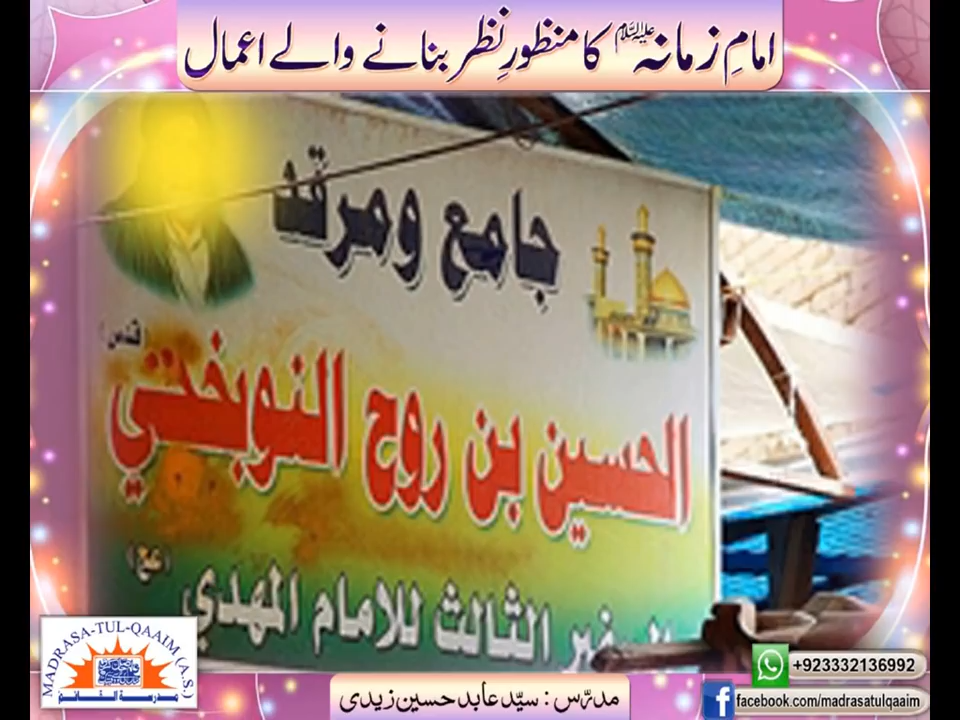 امامِ زمانہ علیہ السلام کا منظورِ نظر بنانے والے اعمال
جامع ومرقد
الحسين بن روح النوبختي (قدس)
السفير الثالث للامام المهدي (عج)
MADRASA-TUL-QAAIM (A.S.)
مدرسة القائم
مدرّس : سیّد عابد حسین زیدی
+923332136992
facebook.com/madrasatulqaaim